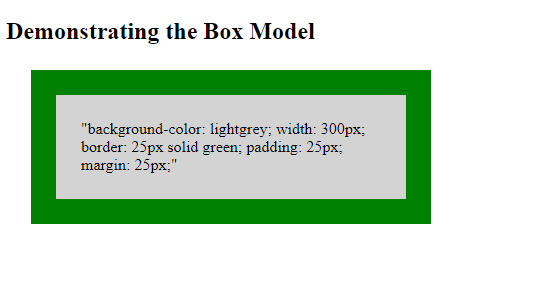 Demonstrating the Box Model
"background-color: lightgrey; width: 300px;
border: 25px solid green; padding: 25px;
margin: 25px;"